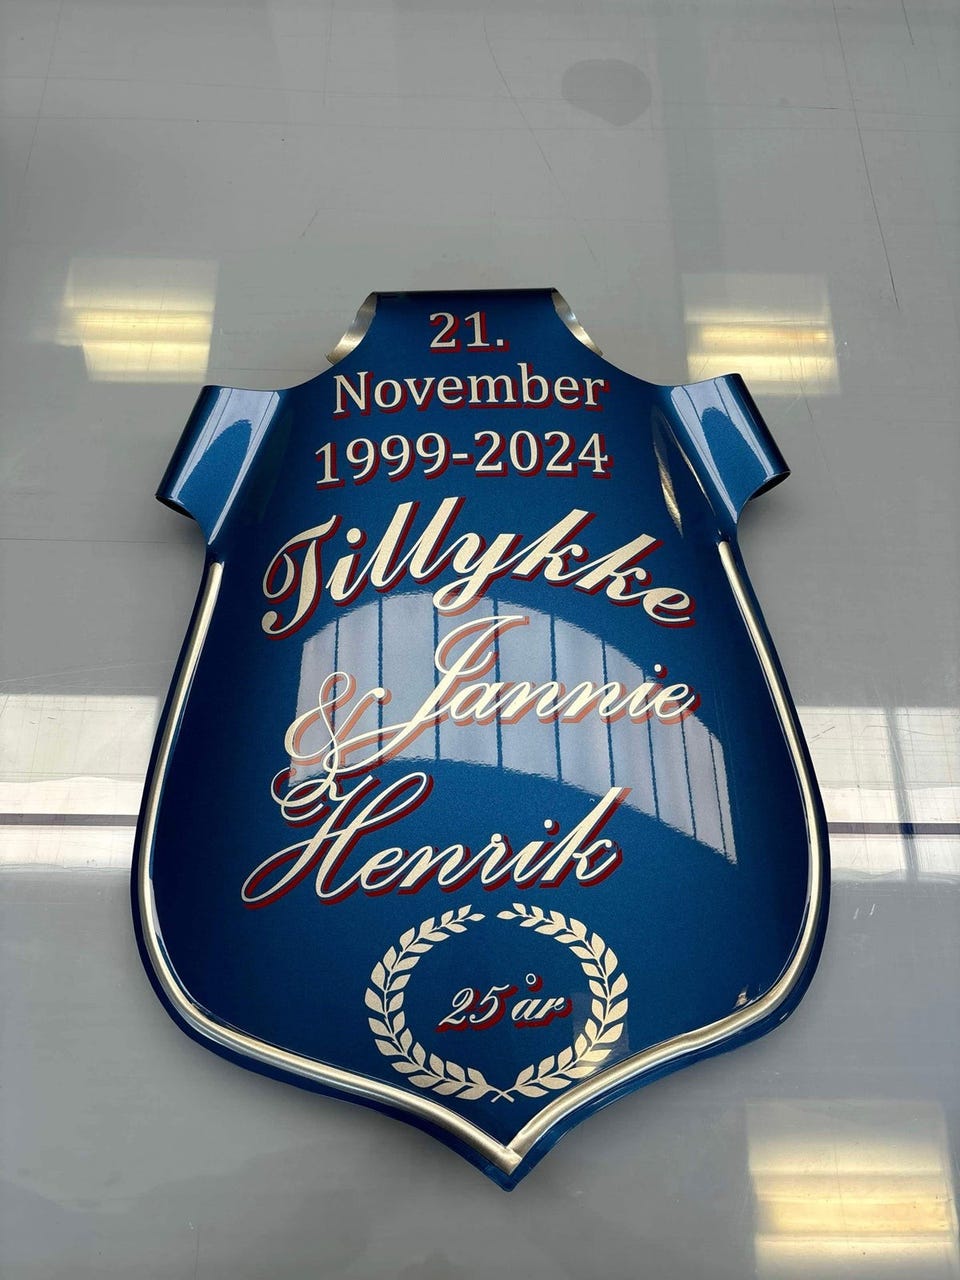 21.
November
1999-2024
Tillykke
Jannie
&
Henrik
25 år